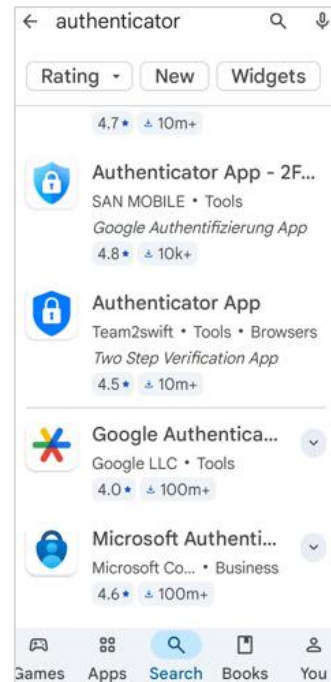 authenticator
Rating New Widgets
4.7★ 10m+
Authenticator App - 2F...
SAN MOBILE • Tools
Google Authentifizierung App
4.8★ 10k+
Authenticator App
Team2swift • Tools • Browsers
Two Step Verification App
4.5★ 10m+
Google Authentica...
Google LLC • Tools
4.0★ 100m+
Microsoft Authenti...
Microsoft Co... • Business
4.6★ 100m+
Games Apps Search Books You